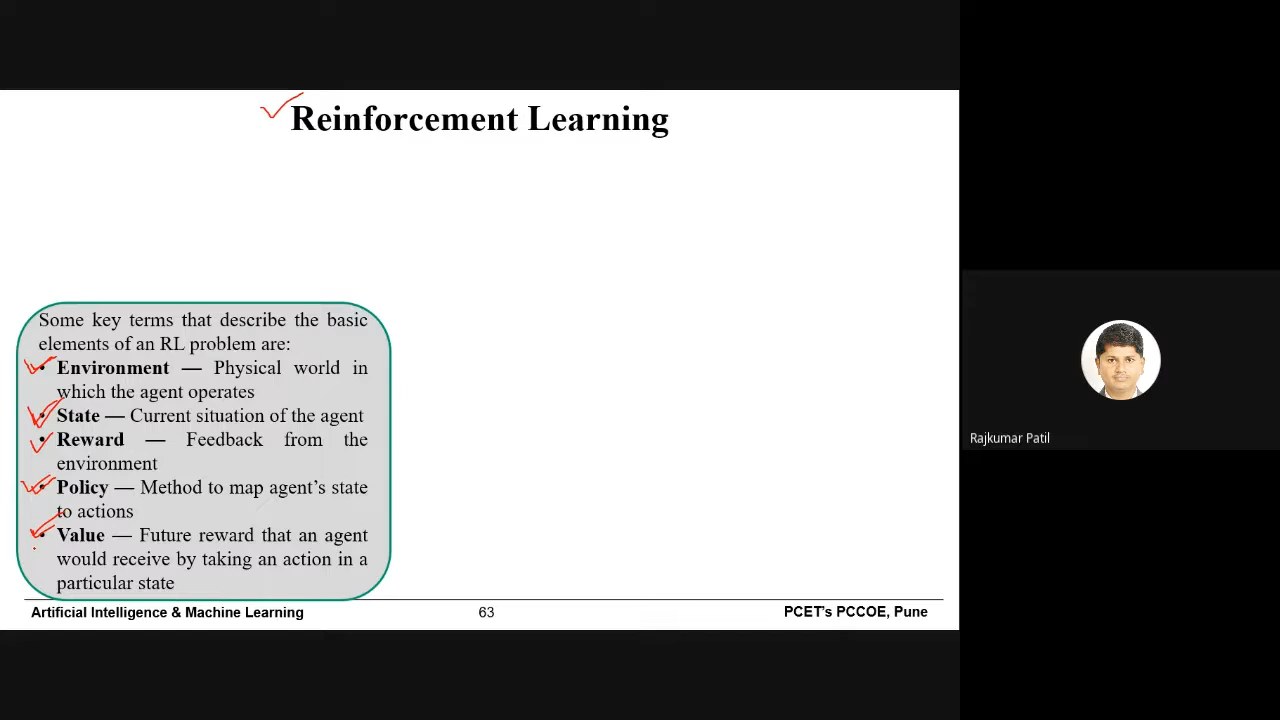 Reinforcement Learning
Some key terms that describe the basic
elements of an RL problem are:
• Environment — Physical world in
which the agent operates
• State — Current situation of the agent
• Reward — Feedback from the
environment
• Policy — Method to map agent’s state
to actions
• Value — Future reward that an agent
would receive by taking an action in a
particular state
Artificial Intelligence & Machine Learning
63
PCET's PCCOE, Pune
Rajkumar Patil